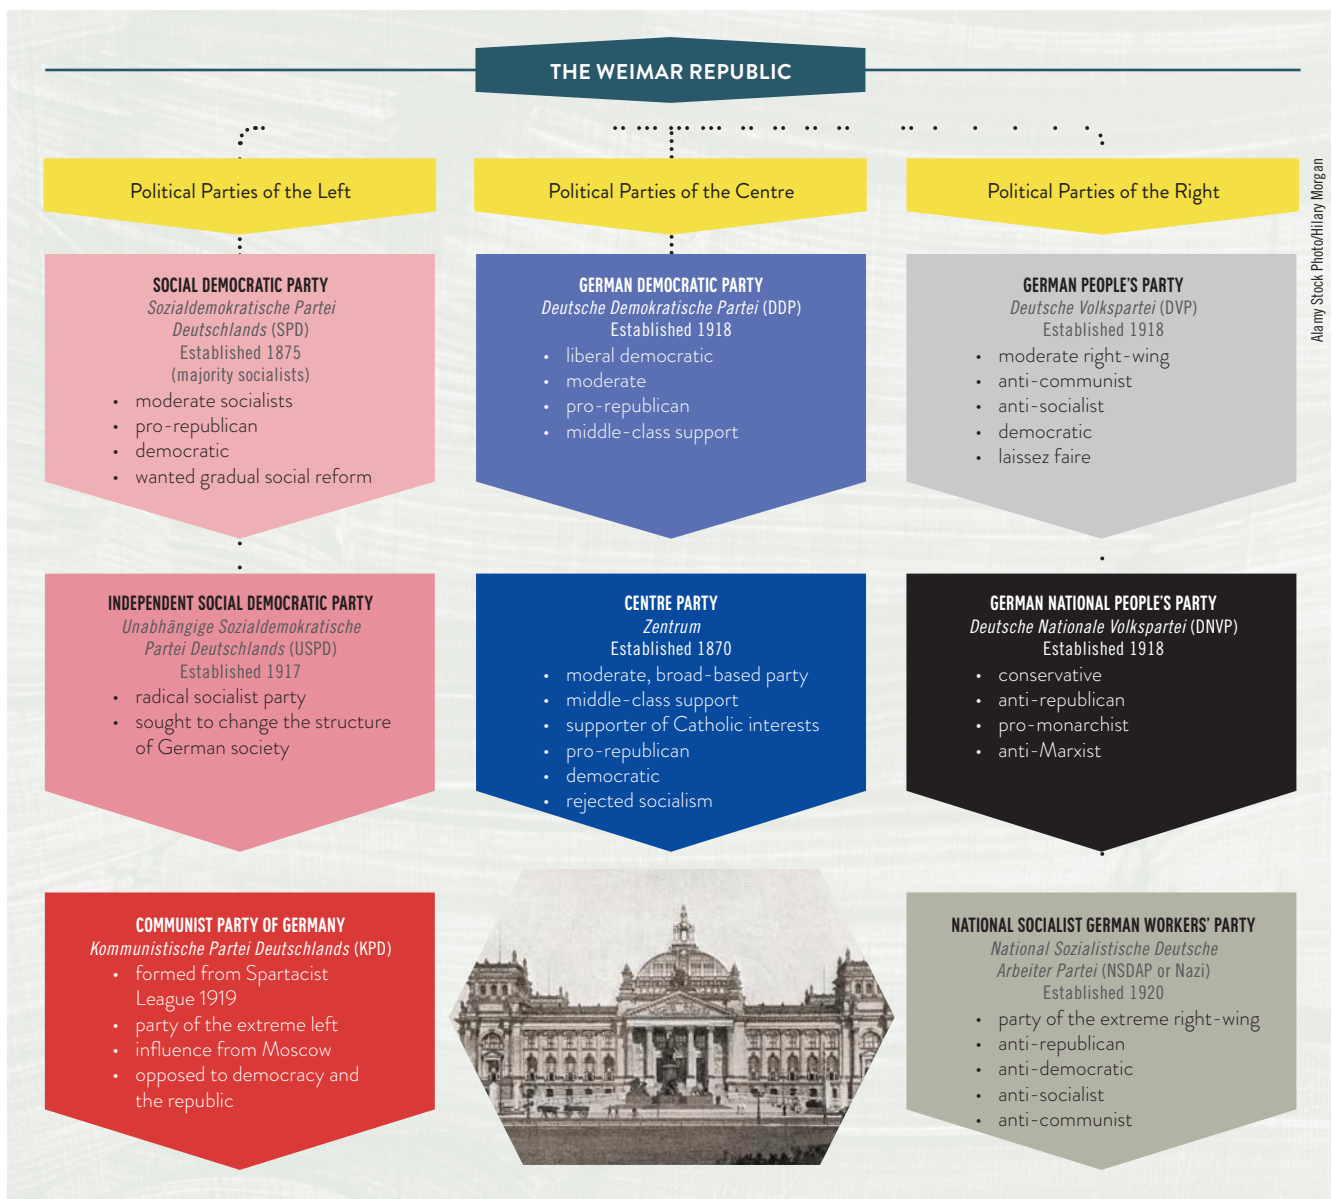 THE WEIMAR REPUBLIC
Political Parties of the Left
SOCIAL DEMOCRATIC PARTY
Sozialdemokratische Partei
Deutschlands (SPD)
Established 1875
(majority socialists)
• moderate socialists
• pro-republican
• democratic
• wanted gradual social reform
INDEPENDENT SOCIAL DEMOCRATIC PARTY
Unabhängige Sozialdemokratische
Partei Deutschlands (USPD)
Established 1917
• radical socialist party
• sought to change the structure
of German society
COMMUNIST PARTY OF GERMANY
Kommunistische Partei Deutschlands (KPD)
• formed from Spartacist
League 1919
• party of the extreme left
• influence from Moscow
• opposed to democracy and
the republic
Political Parties of the Centre
GERMAN DEMOCRATIC PARTY
Deutsche Demokratische Partei (DDP)
Established 1918
• liberal democratic
• moderate
• pro-republican
• middle-class support
CENTRE PARTY
Zentrum
Established 1870
• moderate, broad-based party
• middle-class support
• supporter of Catholic interests
• pro-republican
• democratic
• rejected socialism
Political Parties of the Right
GERMAN PEOPLE'S PARTY
Deutsche Volkspartei (DVP)
Established 1918
• moderate right-wing
• anti-communist
• anti-socialist
• democratic
• laissez faire
GERMAN NATIONAL PEOPLE'S PARTY
Deutsche Nationale Volkspartei (DNVP)
Established 1918
• conservative
• anti-republican
• pro-monarchist
• anti-Marxist
NATIONAL SOCIALIST GERMAN WORKERS' PARTY
National Sozialistische Deutsche
Arbeiter Partei (NSDAP or Nazi)
Established 1920
• party of the extreme right-wing
• anti-republican
• anti-democratic
• anti-socialist
• anti-communist
Alamy Stock Photo/Hilary Morgan